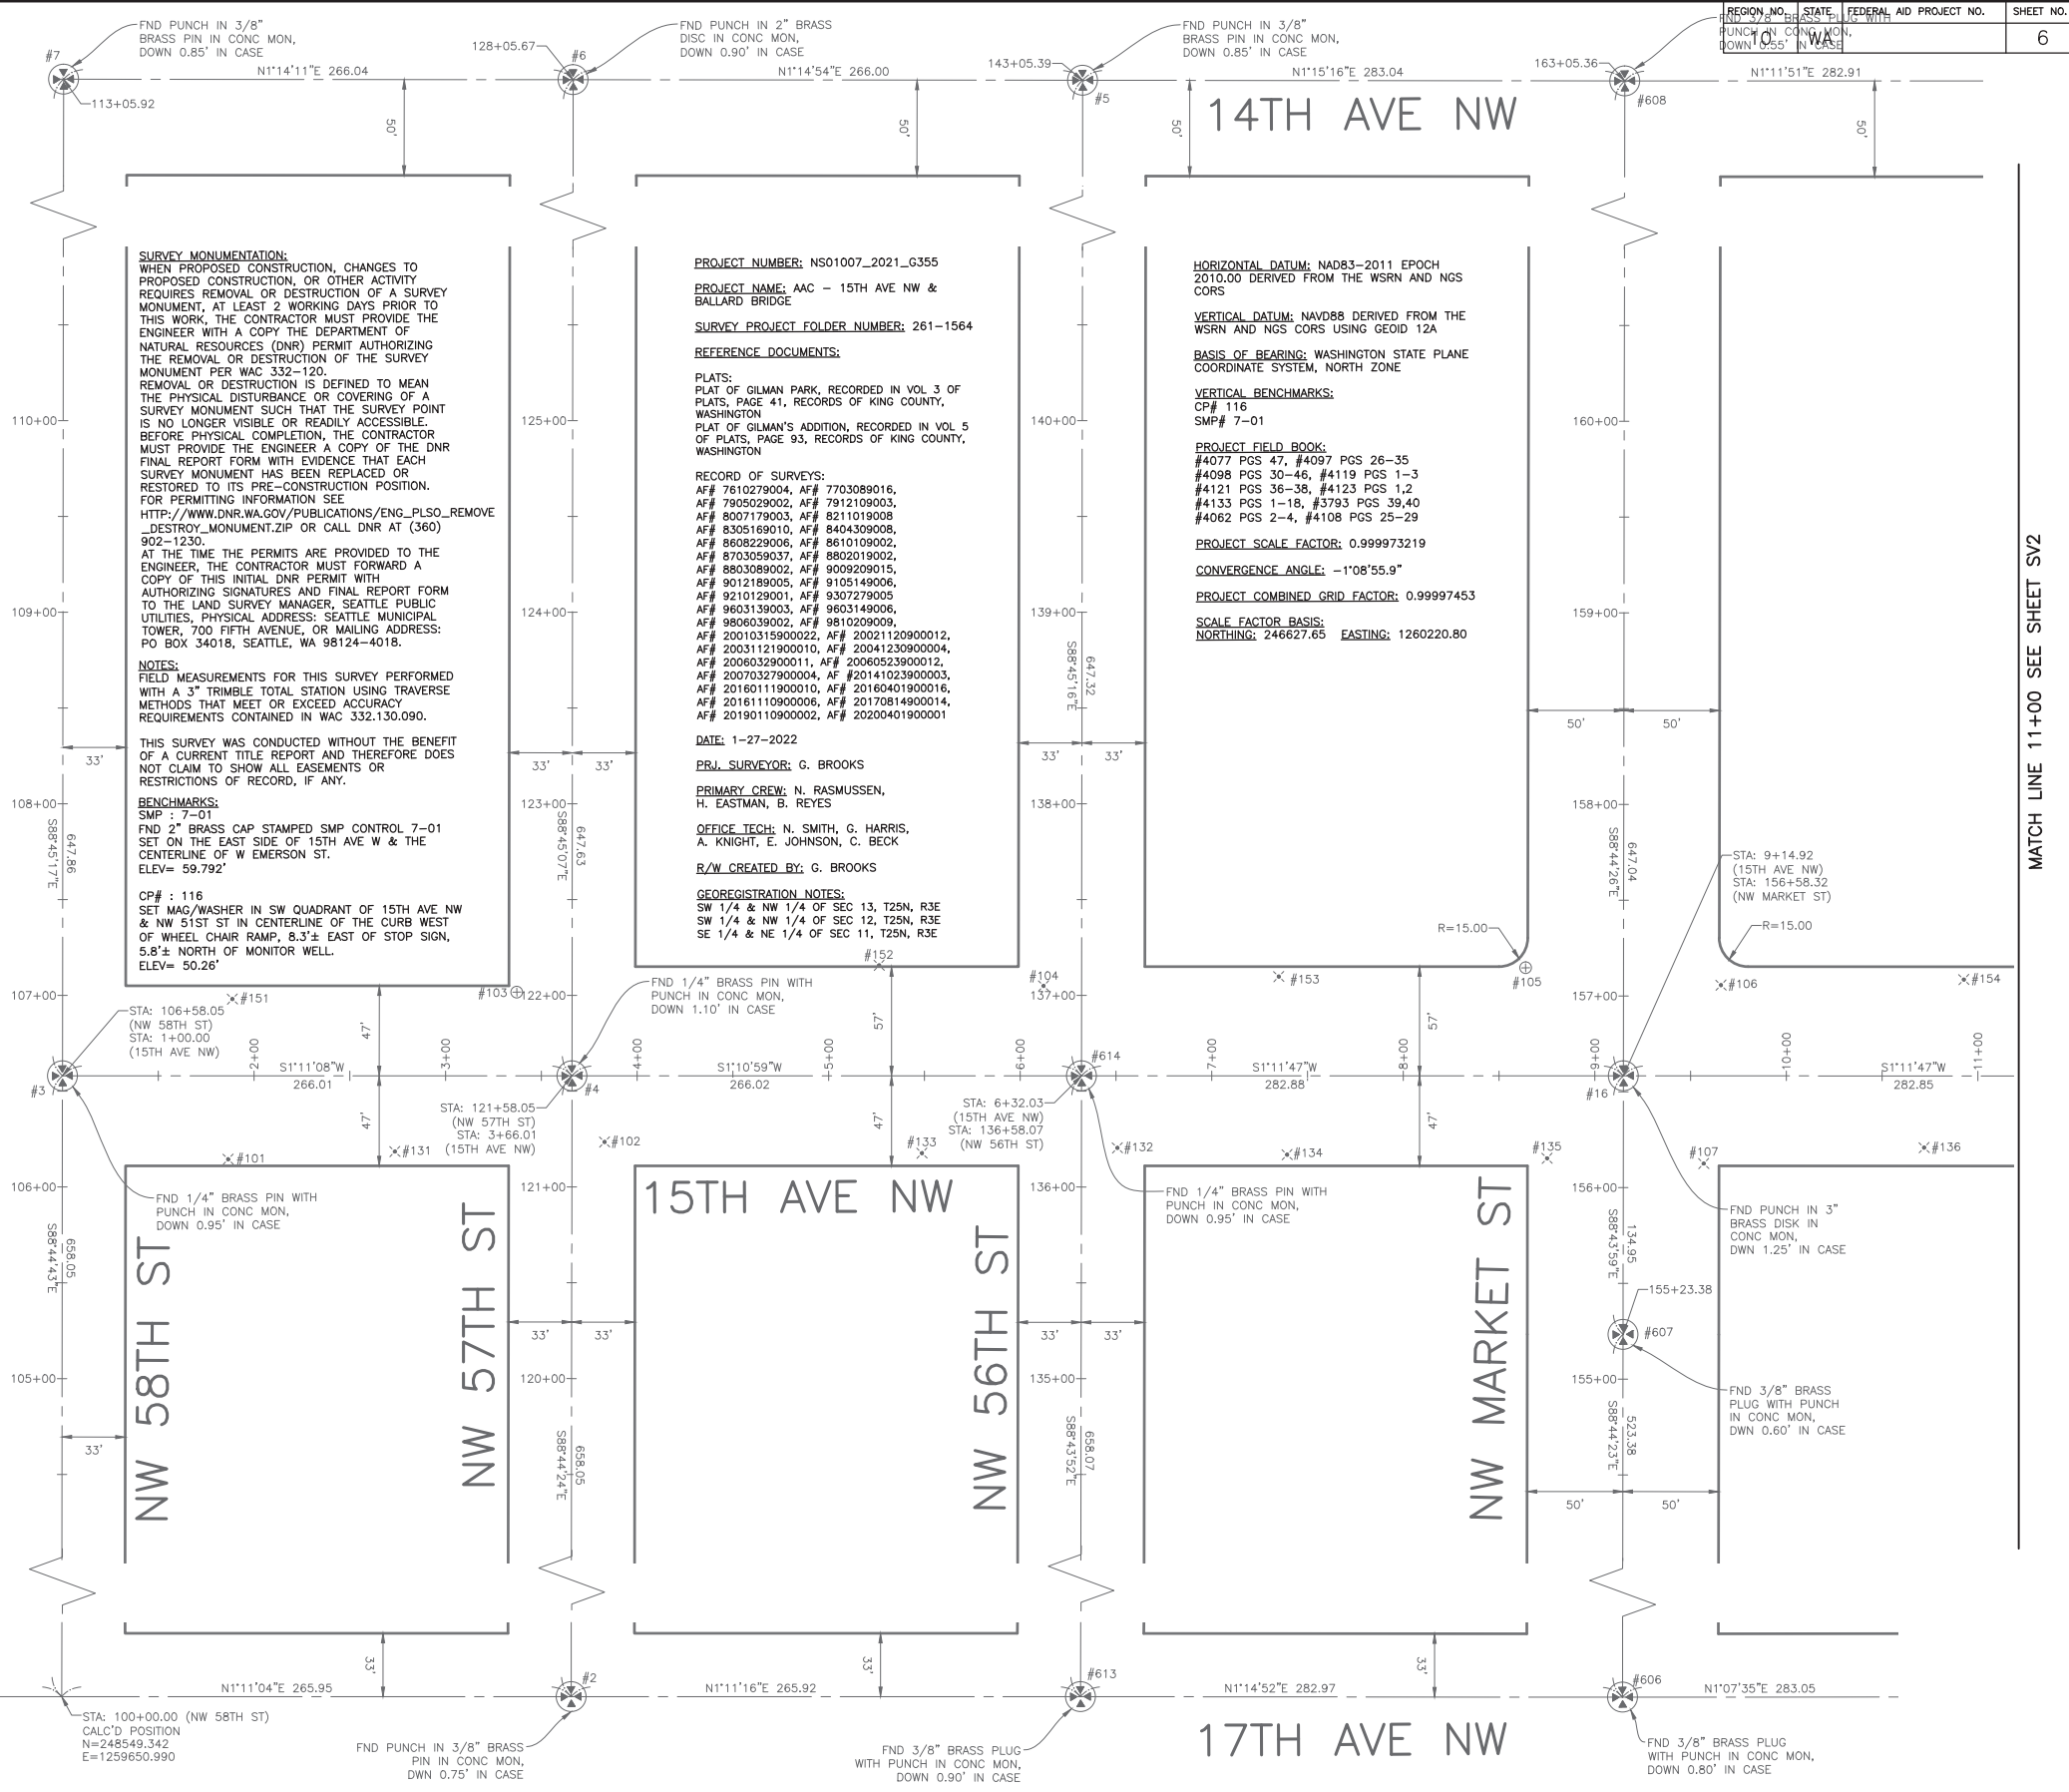 REGION NO. STATE FEDERAL AID PROJECT NO. SHEET NO.
10 WA 6
FND 3/8" BRASS PLUG WITH
PUNCH IN CONC MON,
DOWN 0.55' IN CASE
FND PUNCH IN 3/8"
BRASS PIN IN CONC MON,
DOWN 0.85' IN CASE
#7
113+05.92
N1°14'11"E 266.04
FND PUNCH IN 2" BRASS
DISC IN CONC MON,
DOWN 0.90' IN CASE
128+05.67
#6
N1°14'54"E 266.00
FND PUNCH IN 3/8"
BRASS PIN IN CONC MON,
DOWN 0.85' IN CASE
143+05.39
#5
N1°15'16"E 283.04
163+05.36
#608
N1°11'51"E 282.91
50'
50'
50'
50'
14TH AVE NW
SURVEY MONUMENTATION:
WHEN PROPOSED CONSTRUCTION, CHANGES TO
PROPOSED CONSTRUCTION, OR OTHER ACTIVITY
REQUIRES REMOVAL OR DESTRUCTION OF A SURVEY
MONUMENT, AT LEAST 2 WORKING DAYS PRIOR TO
THIS WORK, THE CONTRACTOR MUST PROVIDE THE
ENGINEER WITH A COPY THE DEPARTMENT OF
NATURAL RESOURCES (DNR) PERMIT AUTHORIZING
THE REMOVAL OR DESTRUCTION OF THE SURVEY
MONUMENT PER WAC 332-120.
REMOVAL OR DESTRUCTION IS DEFINED TO MEAN
THE PHYSICAL DISTURBANCE OR COVERING OF A
SURVEY MONUMENT SUCH THAT THE SURVEY POINT
IS NO LONGER VISIBLE OR READILY ACCESSIBLE.
BEFORE PHYSICAL COMPLETION, THE CONTRACTOR
MUST PROVIDE THE ENGINEER A COPY OF THE DNR
FINAL REPORT FORM WITH EVIDENCE THAT EACH
SURVEY MONUMENT HAS BEEN REPLACED OR
RESTORED TO ITS PRE-CONSTRUCTION POSITION.
FOR PERMITTING INFORMATION SEE
HTTP://WWW.DNR.WA.GOV/PUBLICATIONS/ENG_PLSO_REMOVE
_DESTROY_MONUMENT.ZIP OR CALL DNR AT (360)
902-1230.
AT THE TIME THE PERMITS ARE PROVIDED TO THE
ENGINEER, THE CONTRACTOR MUST FORWARD A
COPY OF THIS INITIAL DNR PERMIT WITH
AUTHORIZING SIGNATURES AND FINAL REPORT FORM
TO THE LAND SURVEY MANAGER, SEATTLE PUBLIC
UTILITIES, PHYSICAL ADDRESS: SEATTLE MUNICIPAL
TOWER, 700 FIFTH AVENUE, OR MAILING ADDRESS:
PO BOX 34018, SEATTLE, WA 98124-4018.
NOTES:
FIELD MEASUREMENTS FOR THIS SURVEY PERFORMED
WITH A 3" TRIMBLE TOTAL STATION USING TRAVERSE
METHODS THAT MEET OR EXCEED ACCURACY
REQUIREMENTS CONTAINED IN WAC 332.130.090.
THIS SURVEY WAS CONDUCTED WITHOUT THE BENEFIT
OF A CURRENT TITLE REPORT AND THEREFORE DOES
NOT CLAIM TO SHOW ALL EASEMENTS OR
RESTRICTIONS OF RECORD, IF ANY.
BENCHMARKS:
SMP : 7-01
FND 2" BRASS CAP STAMPED SMP CONTROL 7-01
SET ON THE EAST SIDE OF 15TH AVE W & THE
CENTERLINE OF W EMERSON ST.
ELEV= 59.792'
CP# : 116
SET MAG/WASHER IN SW QUADRANT OF 15TH AVE NW
& NW 51ST ST IN CENTERLINE OF THE CURB WEST
OF WHEEL CHAIR RAMP, 8.3'± EAST OF STOP SIGN,
5.8'± NORTH OF MONITOR WELL.
ELEV= 50.26'
PROJECT NUMBER: NS01007_2021_G355
PROJECT NAME: AAC - 15TH AVE NW &
BALLARD BRIDGE
SURVEY PROJECT FOLDER NUMBER: 261-1564
REFERENCE DOCUMENTS:
PLATS:
PLAT OF GILMAN PARK, RECORDED IN VOL 3 OF
PLATS, PAGE 41, RECORDS OF KING COUNTY,
WASHINGTON
PLAT OF GILMAN'S ADDITION, RECORDED IN VOL 5
OF PLATS, PAGE 93, RECORDS OF KING COUNTY,
WASHINGTON
RECORD OF SURVEYS:
AF# 7610279004, AF# 7703089016,
AF# 7905029002, AF# 7912109003,
AF# 8007179003, AF# 8211019008
AF# 8305169010, AF# 8404309008,
AF# 8608229006, AF# 8610109002,
AF# 8703059037, AF# 8802019002,
AF# 8803089002, AF# 9009209015,
AF# 9012189005, AF# 9105149006,
AF# 9210129001, AF# 9307279005
AF# 9603139003, AF# 9603149006,
AF# 9806039002, AF# 9810209009,
AF# 20010315900022, AF# 20021120900012,
AF# 20031121900010, AF# 20041230900004,
AF# 2006032900011, AF# 20060523900012,
AF# 20070327900004, AF #20141023900003,
AF# 20160111900010, AF# 20160401900016,
AF# 20161110900006, AF# 20170814900014,
AF# 20190110900002, AF# 20200401900001
DATE: 1-27-2022
PRJ. SURVEYOR: G. BROOKS
PRIMARY CREW: N. RASMUSSEN,
H. EASTMAN, B. REYES
OFFICE TECH: N. SMITH, G. HARRIS,
A. KNIGHT, E. JOHNSON, C. BECK
R/W CREATED BY: G. BROOKS
GEOREGISTRATION NOTES:
SW 1/4 & NW 1/4 OF SEC 13, T25N, R3E
SW 1/4 & NW 1/4 OF SEC 12, T25N, R3E
SE 1/4 & NE 1/4 OF SEC 11, T25N, R3E
HORIZONTAL DATUM: NAD83-2011 EPOCH
2010.00 DERIVED FROM THE WSRN AND NGS
CORS
VERTICAL DATUM: NAVD88 DERIVED FROM THE
WSRN AND NGS CORS USING GEOID 12A
BASIS OF BEARING: WASHINGTON STATE PLANE
COORDINATE SYSTEM, NORTH ZONE
VERTICAL BENCHMARKS:
CP# 116
SMP# 7-01
PROJECT FIELD BOOK:
#4077 PGS 47, #4097 PGS 26-35
#4098 PGS 30-46, #4119 PGS 1-3
#4121 PGS 36-38, #4123 PGS 1,2
#4133 PGS 1-18, #3793 PGS 39,40
#4062 PGS 2-4, #4108 PGS 25-29
PROJECT SCALE FACTOR: 0.999973219
CONVERGENCE ANGLE: -1°08'55.9"
PROJECT COMBINED GRID FACTOR: 0.99997453
SCALE FACTOR BASIS:
NORTHING: 246627.65 EASTING: 1260220.80
110+00
109+00
108+00
107+00
106+00
105+00
125+00
124+00
123+00
122+00
121+00
120+00
140+00
139+00
138+00
137+00
136+00
135+00
160+00
159+00
158+00
157+00
156+00
155+00
647.86
S88°45'17"E
647.63
S88°45'07"E
647.32
S88°45'16"E
647.04
S88°44'26"E
33'
33'
33'
33'
33'
50'
50'
MATCH LINE 11+00 SEE SHEET SV2
STA: 9+14.92
(15TH AVE NW)
STA: 156+58.32
(NW MARKET ST)
R=15.00
R=15.00
#151
#103
#152
#104
#153
#105
#106
#154
STA: 106+58.05
(NW 58TH ST)
STA: 1+00.00
(15TH AVE NW)
FND 1/4" BRASS PIN WITH
PUNCH IN CONC MON,
DOWN 1.10' IN CASE
47'
57'
57'
2+00
3+00
4+00
5+00
6+00
7+00
8+00
9+00
10+00
11+00
#3
S1°11'08"W
266.01
#4
S1°10'59"W
266.02
#614
S1°11'47"W
282.88
#16
S1°11'47"W
282.85
47'
47'
47'
STA: 121+58.05
(NW 57TH ST)
STA: 3+66.01
(15TH AVE NW)
STA: 6+32.03
(15TH AVE NW)
STA: 136+58.07
(NW 56TH ST)
#101
#131
#102
#133
#132
#134
#135
#107
#136
FND 1/4" BRASS PIN WITH
PUNCH IN CONC MON,
DOWN 0.95' IN CASE
15TH AVE NW
FND 1/4" BRASS PIN WITH
PUNCH IN CONC MON,
DOWN 0.95' IN CASE
FND PUNCH IN 3"
BRASS DISK IN
CONC MON,
DWN 1.25' IN CASE
NW 58TH ST
NW 57TH ST
NW 56TH ST
NW MARKET ST
658.05
S88°44'43"E
658.05
S88°44'24"E
658.07
S88°43'52"E
134.95
S88°43'59"E
155+23.38
#607
FND 3/8" BRASS
PLUG WITH PUNCH
IN CONC MON,
DWN 0.60' IN CASE
523.38
S88°44'23"E
33'
33'
33'
33'
33'
50'
50'
33'
33'
33'
N1°11'04"E 265.95
#2
N1°11'16"E 265.92
#613
N1°14'52"E 282.97
#606
N1°07'35"E 283.05
STA: 100+00.00 (NW 58TH ST)
CALC'D POSITION
N=248549.342
E=1259650.990
FND PUNCH IN 3/8" BRASS
PIN IN CONC MON,
DWN 0.75' IN CASE
FND 3/8" BRASS PLUG
WITH PUNCH IN CONC MON,
DOWN 0.90' IN CASE
17TH AVE NW
FND 3/8" BRASS PLUG
WITH PUNCH IN CONC MON,
DOWN 0.80' IN CASE